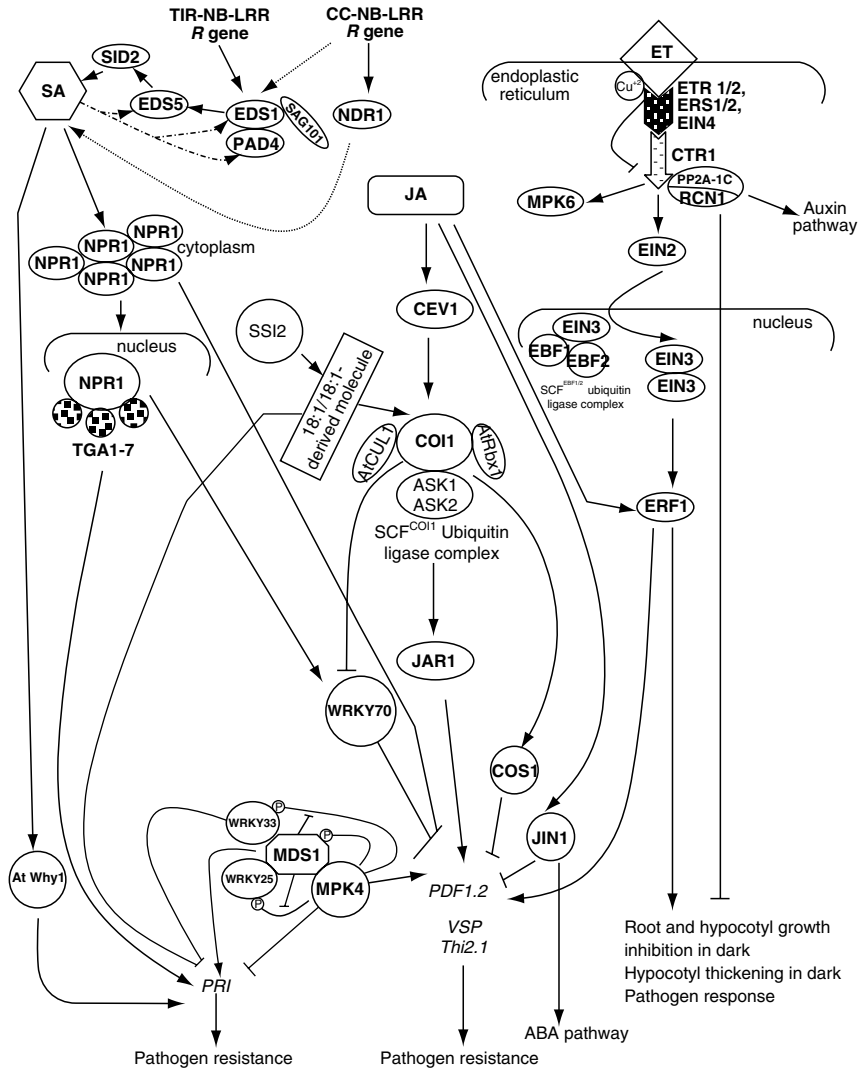 TIR-NB-LRR
R gene
CC-NB-LRR
R gene
SID2
SA
EDS5
EDS1
SAG101
PAD4
NDR1
ET
endoplastic
reticulum
Cu+2
ETR 1/2,
ERS1/2,
EIN4
CTR1
PP2A-1C
RCN1
MPK6
Auxin
pathway
EIN2
JA
NPR1
NPR1
NPR1
NPR1
NPR1
cytoplasm
CEV1
SSI2
18:1/18:1-
derived molecule
nucleus
NPR1
TGA1-7
nucleus
EIN3
EBF1
EBF2
SCF EBF1/2 ubiquitin
ligase complex
EIN3
EIN3
AtCUL1
COI1
AtRbx1
ASK1
ASK2
SCF COI1 Ubiquitin
ligase complex
ERF1
JAR1
WRKY70
COS1
JIN1
WRKY33
P
MDS1
P
WRKY25
P
MPK4
At Why1
PDF1.2
VSP
Thi2.1
PRI
Root and hypocotyl growth
inhibition in dark
Hypocotyl thickening in dark
Pathogen response
ABA pathway
Pathogen resistance
Pathogen resistance